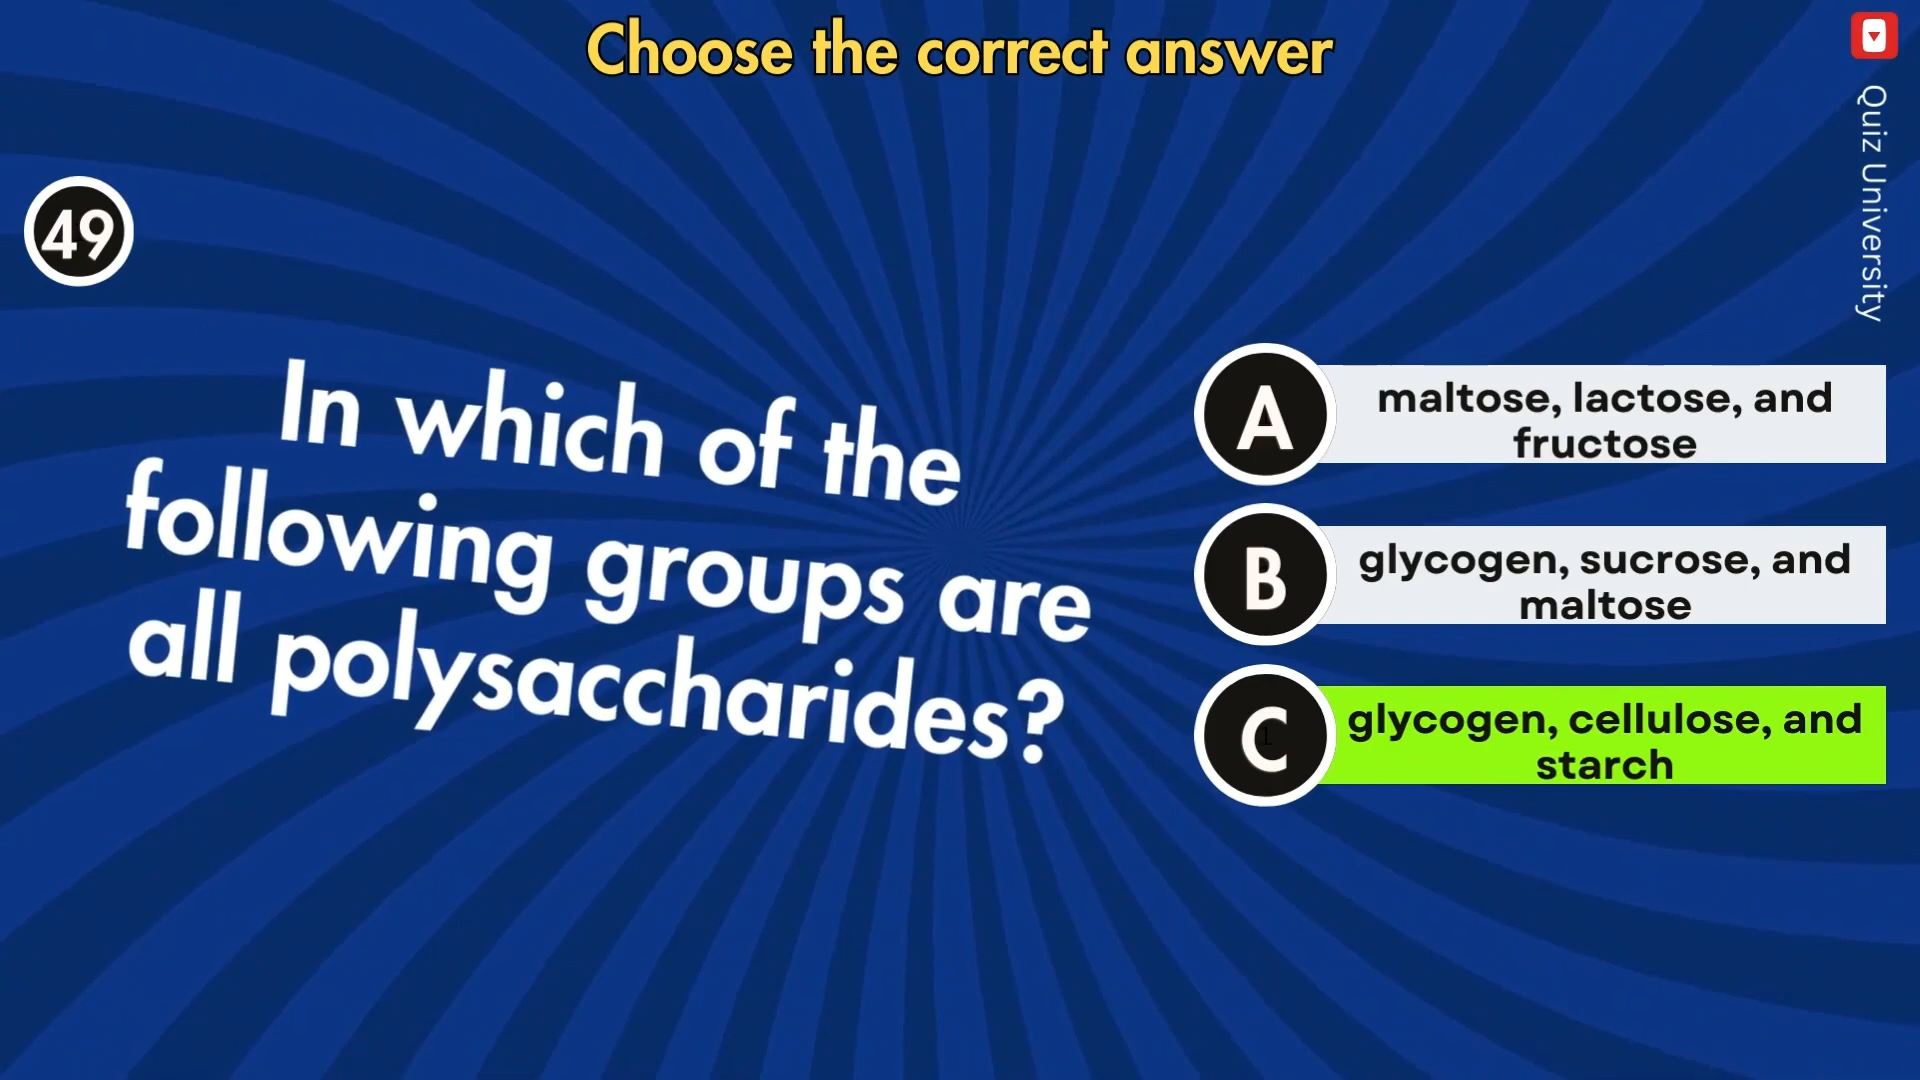 Choose the correct answer
Quiz University
49
In which of the
following groups are
all polysaccharides?
A
maltose, lactose, and
fructose
B
glycogen, sucrose, and
maltose
C
glycogen, cellulose, and
starch